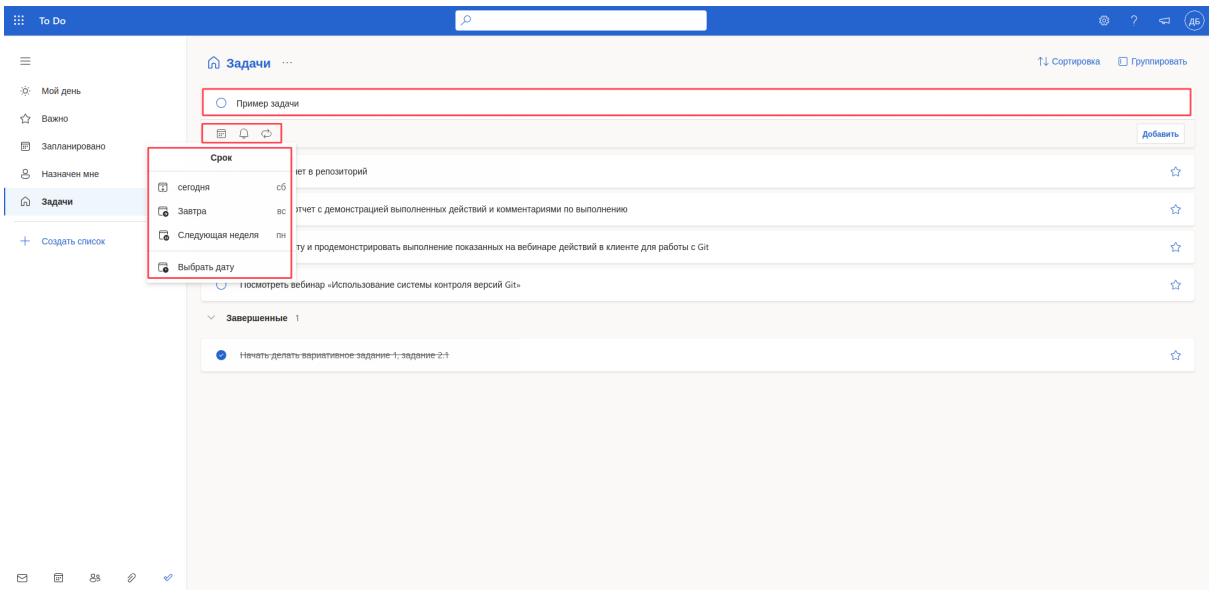 To Do
ДБ
Задачи
Сортировка
Группировать
Мой день
Важно
Запланировано
Назначен мне
Задачи
Создать список
Пример задачи
Добавить
Срок
сегодня сб
Завтра вс
Следующая неделя пн
Выбрать дату
в репозиторий
с демонстрацией выполненных действий и комментариями по выполнению
и продемонстрировать выполнение показанных на вебинаре действий в клиенте для работы с Git
Посмотреть вебинар «Использование системы контроля версий Git»
Завершенные 1
Начать делать вариативное задание 1, задание 2.1